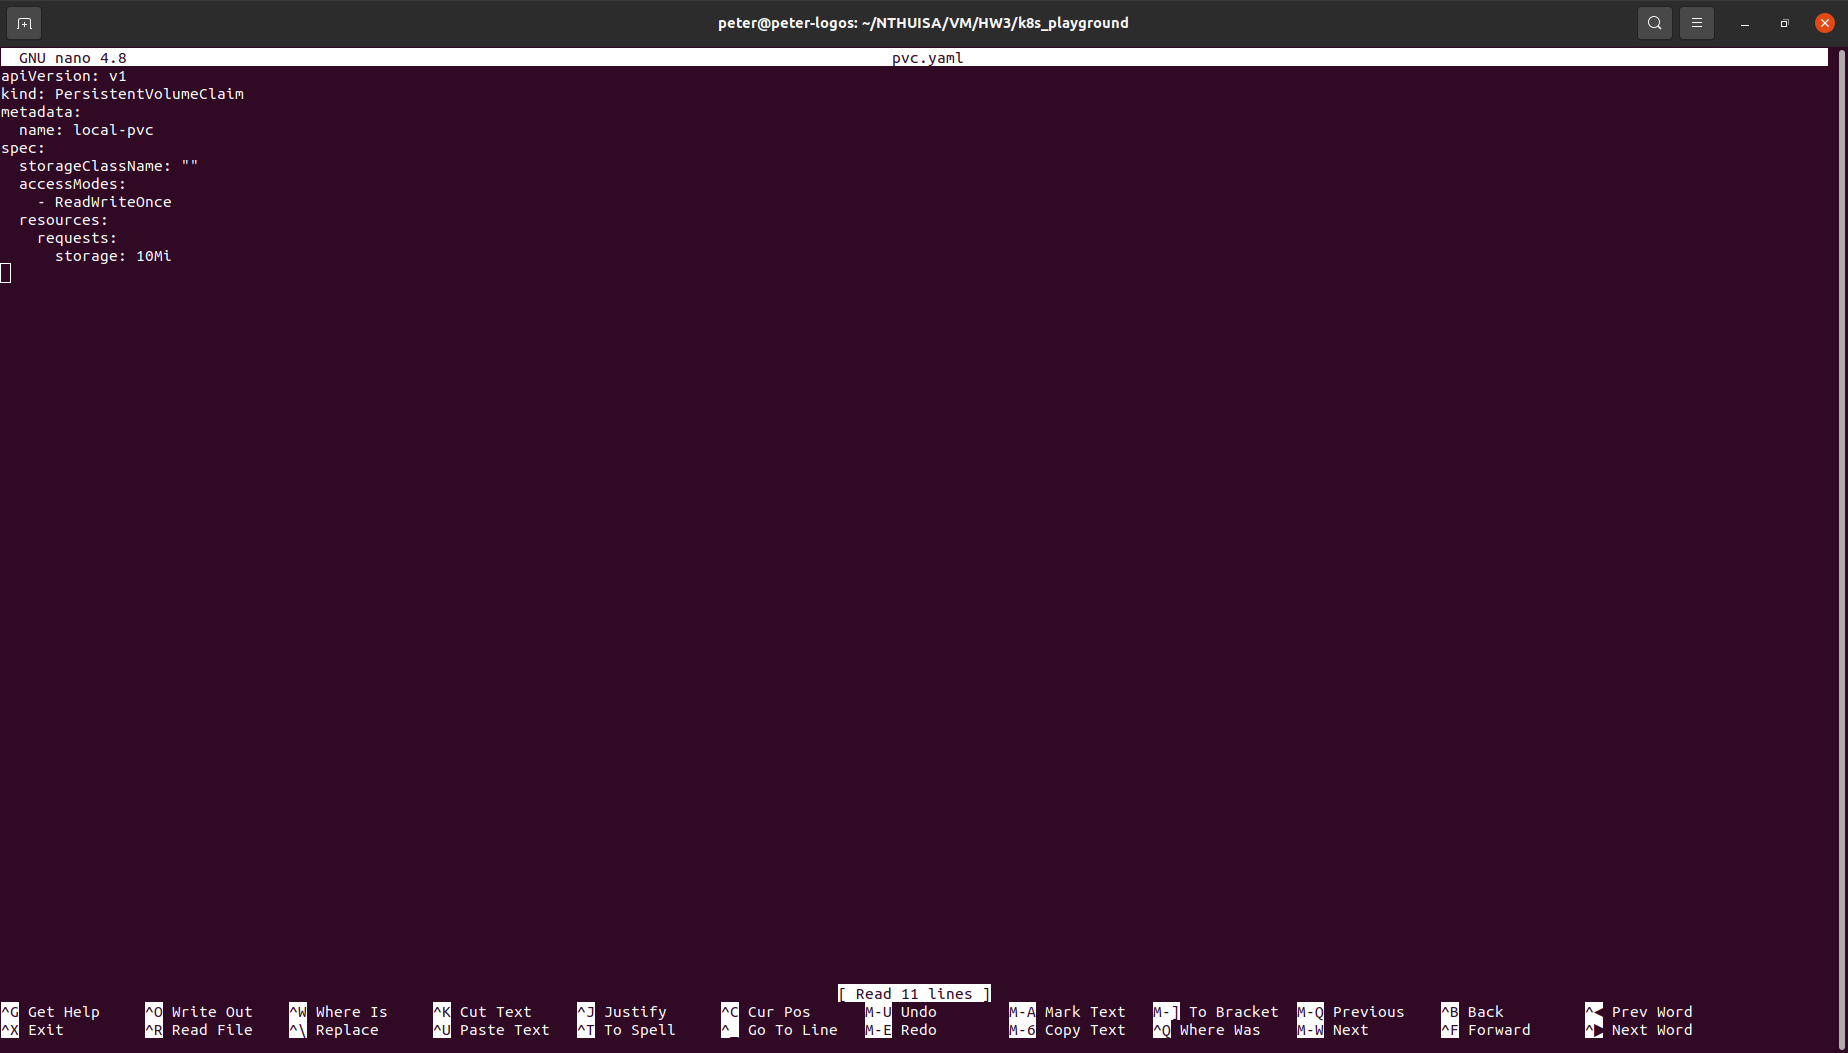 peter@peter-logos: ~/NTHUISA/VM/HW3/k8s_playground
GNU nano 4.8 pvc.yaml
apiVersion: v1
kind: PersistentVolumeClaim
metadata:
  name: local-pvc
spec:
  storageClassName: ""
  accessModes:
    - ReadWriteOnce
  resources:
    requests:
      storage: 10Mi
[ Read 11 lines ]
^G Get Help ^O Write Out ^W Where Is ^K Cut Text ^J Justify ^C Cur Pos M-U Undo M-A Mark Text M-] To Bracket M-Q Previous ^B Back ^◀ Prev Word
^X Exit ^R Read File ^\ Replace ^U Paste Text ^T To Spell ^_ Go To Line M-E Redo M-6 Copy Text ^Q Where Was M-W Next ^F Forward ^▶ Next Word